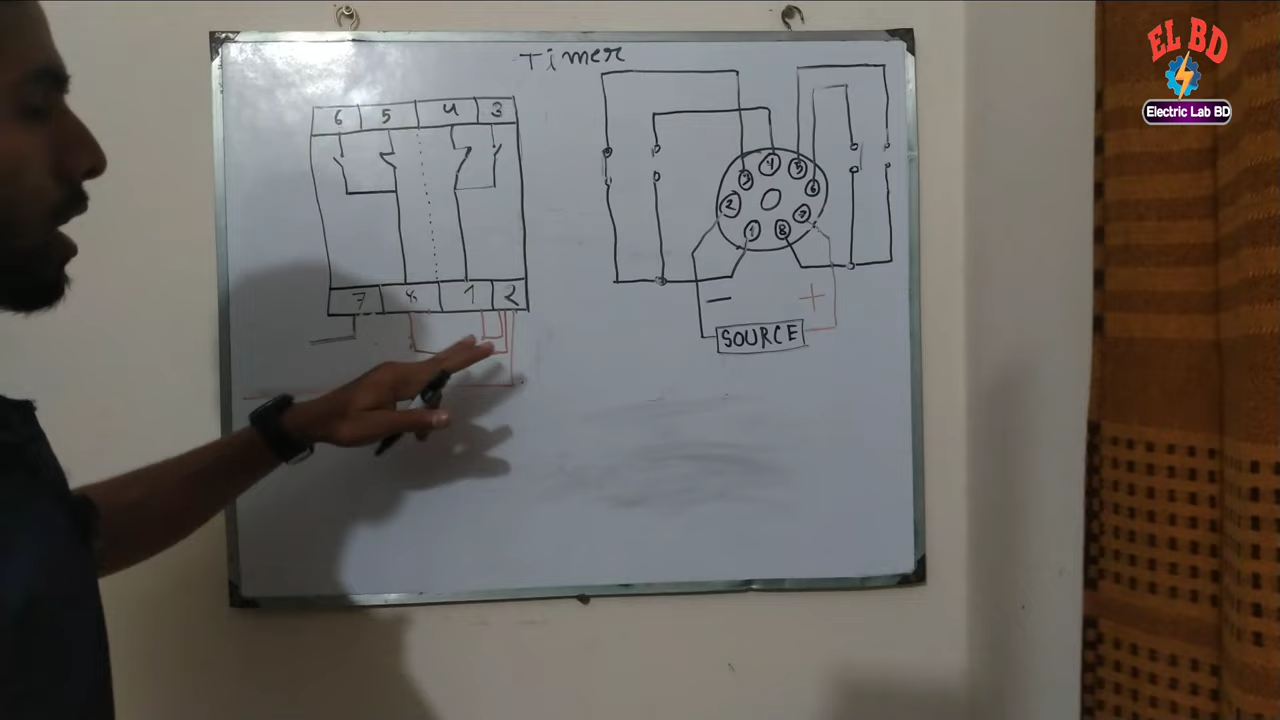 Timer
EL BD
Electric Lab BD
6 5 4 3
7 8 1 2
4 5
3 6
2 7
1 8
− +
SOURCE